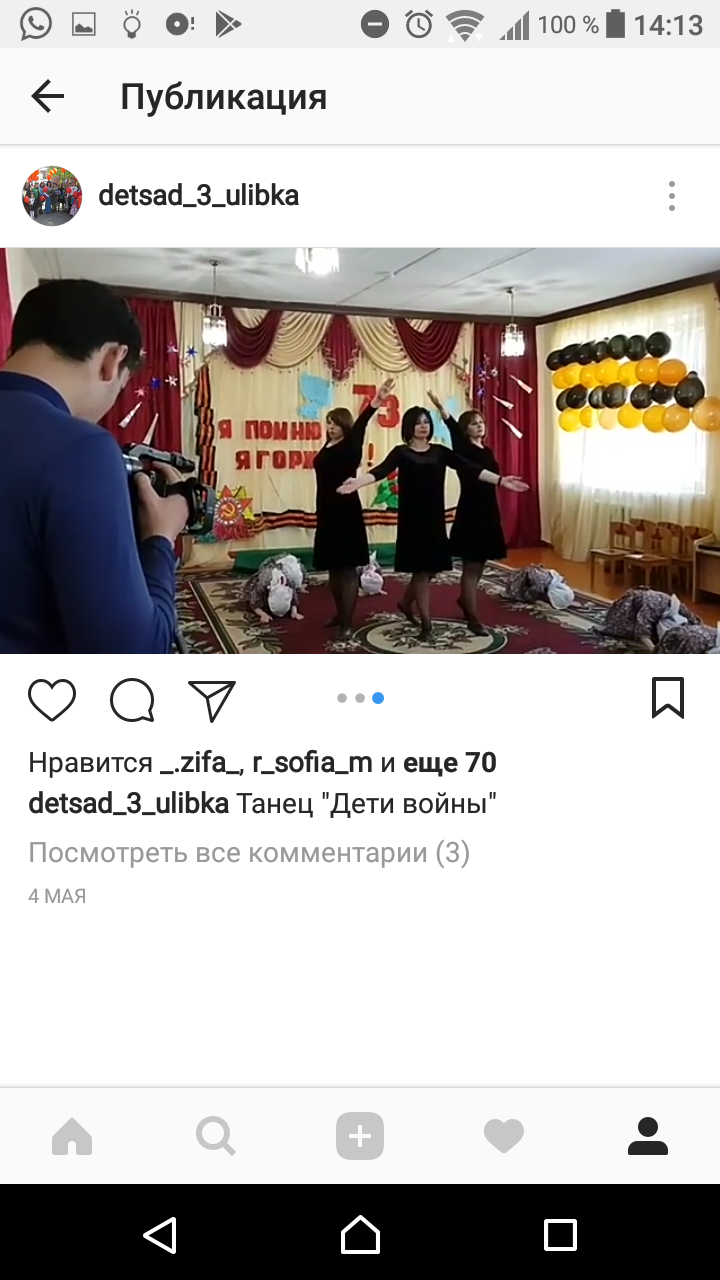 100 % 14:13
Публикация
detsad_3_ulibka
73
Я ПОМНЮ
Я ГОРЖ !
Нравится _.zifa_, r_sofia_m и еще 70
detsad_3_ulibka Танец "Дети войны"
Посмотреть все комментарии (3)
4 МАЯ